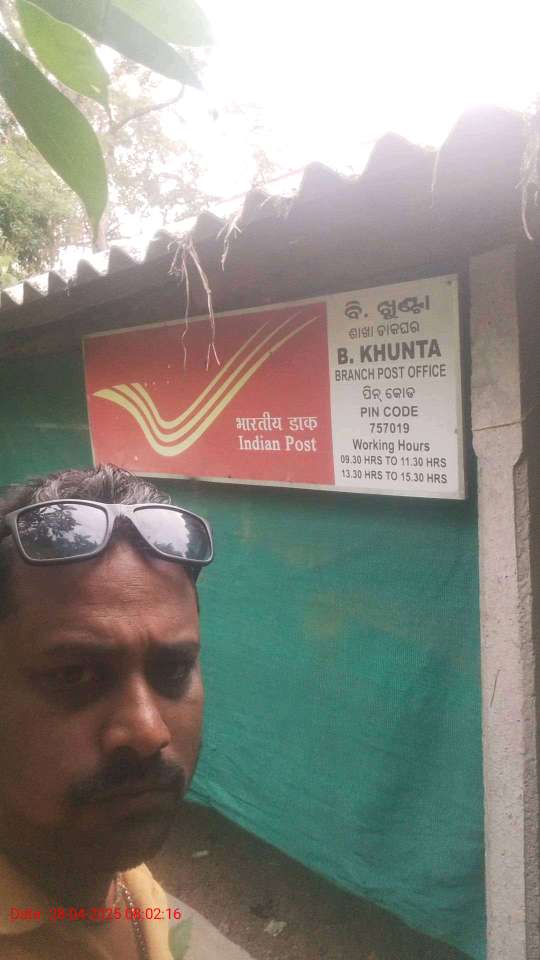 भारतीय डाक
Indian Post
ବି. ଖୁଣ୍ଟା
ଶାଖା ଡାକଘର
B. KHUNTA
BRANCH POST OFFICE
ପିନ୍ କୋଡ
PIN CODE
757019
Working Hours
09.30 HRS TO 11.30 HRS
13.30 HRS TO 15.30 HRS
Date: 28-04-2025 08:02:16